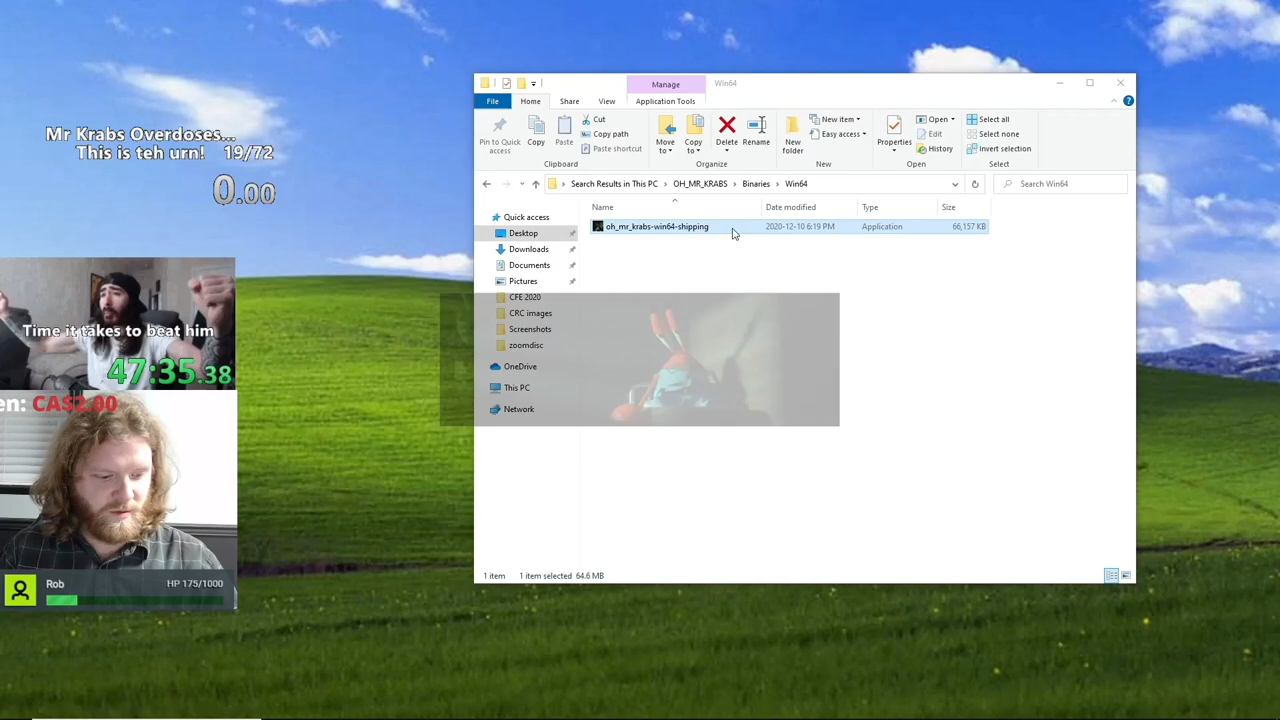 Mr Krabs Overdoses...
This is teh urn! 19/72
0.00
Time it takes to beat him
47:35.38
en: CA$2.00
Rob HP 175/1000
Manage Win64
File Home Share View Application Tools
Pin to Quick access
Copy
Paste
Cut
Copy path
Paste shortcut
Clipboard
Move to
Copy to
Delete
Rename
Organize
New folder
New item
Easy access
New
Properties
Open
Edit
History
Open
Select all
Select none
Invert selection
Select
Search Results in This PC > OH_MR_KRABS > Binaries > Win64
Search Win64
Quick access
Desktop
Downloads
Documents
Pictures
CFE 2020
CRC images
Screenshots
zoomdisc
OneDrive
This PC
Network
Name Date modified Type Size
oh_mr_krabs-win64-shipping 2020-12-10 6:19 PM Application 66,157 KB
1 item 1 item selected 64.6 MB